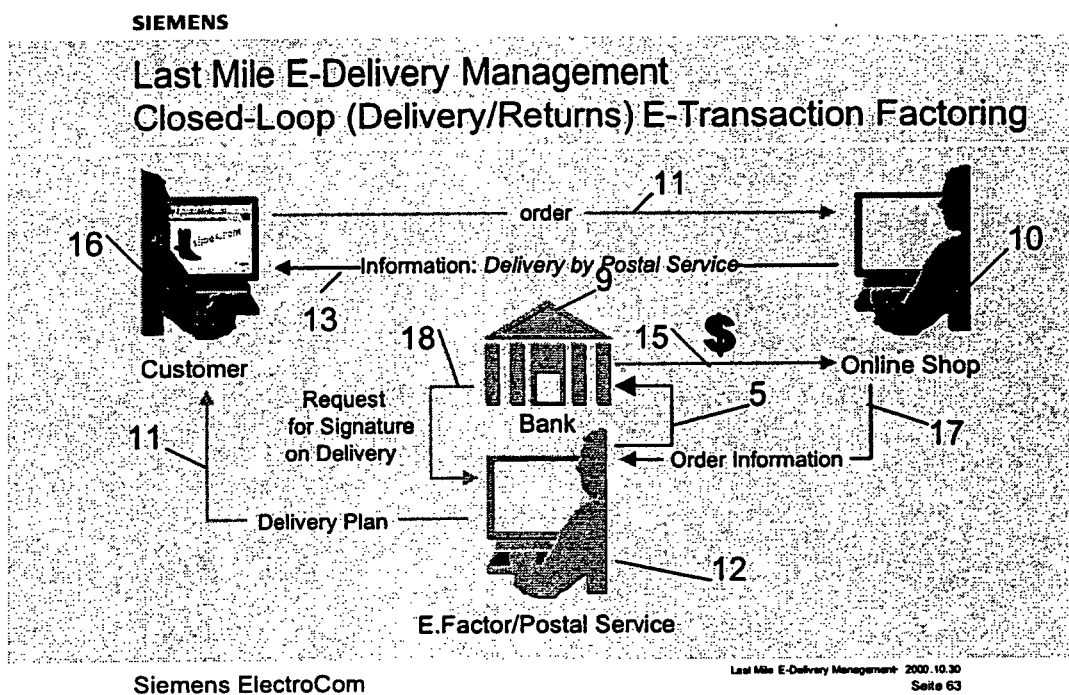 SIEMENS
Last Mile E-Delivery Management
Closed-Loop (Delivery/Returns) E-Transaction Factoring
11
order
16
10
Information: Delivery by Postal Service
13
9
18
15
$
Customer
Online Shop
Request
for Signature
on Delivery
Bank
5
17
11
Order Information
Delivery Plan
12
E.Factor/Postal Service
Last Mile E-Delivery Management 2000.10.30
Siemens ElectroCom
Seite 63